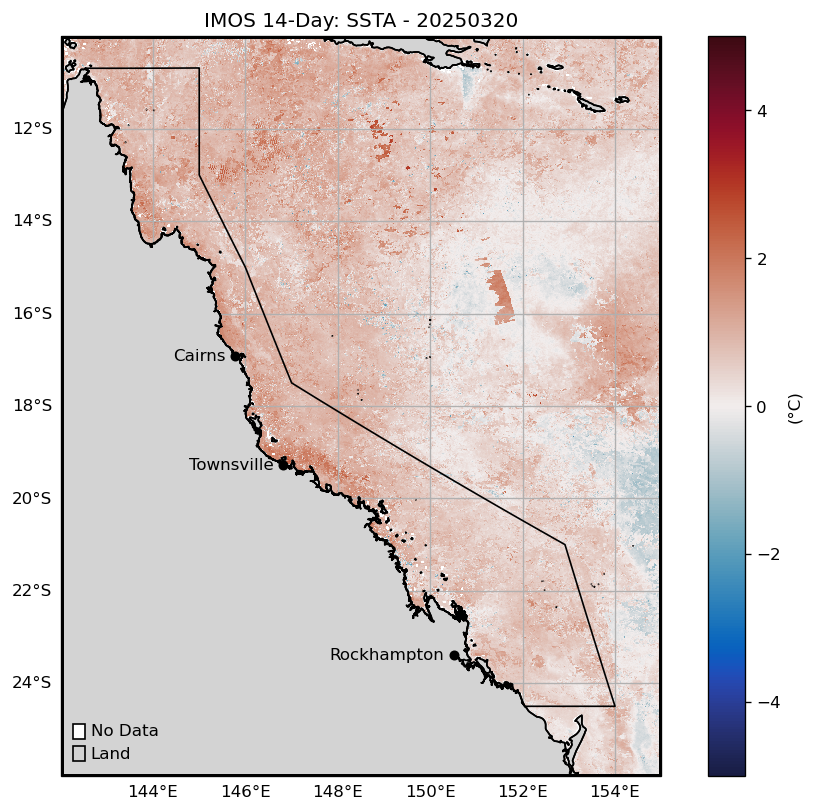 IMOS 14-Day: SSTA - 20250320
12°S
14°S
16°S
18°S
20°S
22°S
24°S
Cairns
Townsville
Rockhampton
No Data
Land
144°E
146°E
148°E
150°E
152°E
154°E
4
2
0
−2
−4
(°C)